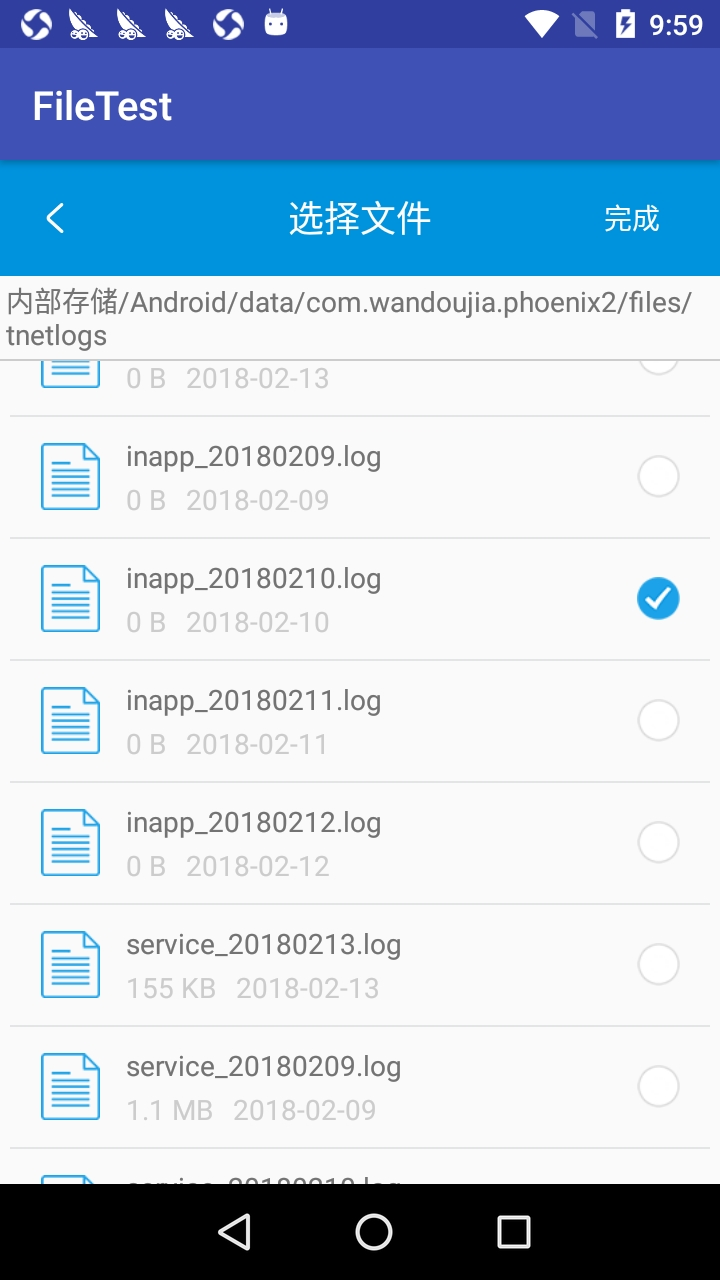 9:59
FileTest
选择文件
完成
内部存储/Android/data/com.wandoujia.phoenix2/files/
tnetlogs
0 B 2018-02-13
inapp_20180209.log
0 B 2018-02-09
inapp_20180210.log
0 B 2018-02-10
inapp_20180211.log
0 B 2018-02-11
inapp_20180212.log
0 B 2018-02-12
service_20180213.log
155 KB 2018-02-13
service_20180209.log
1.1 MB 2018-02-09